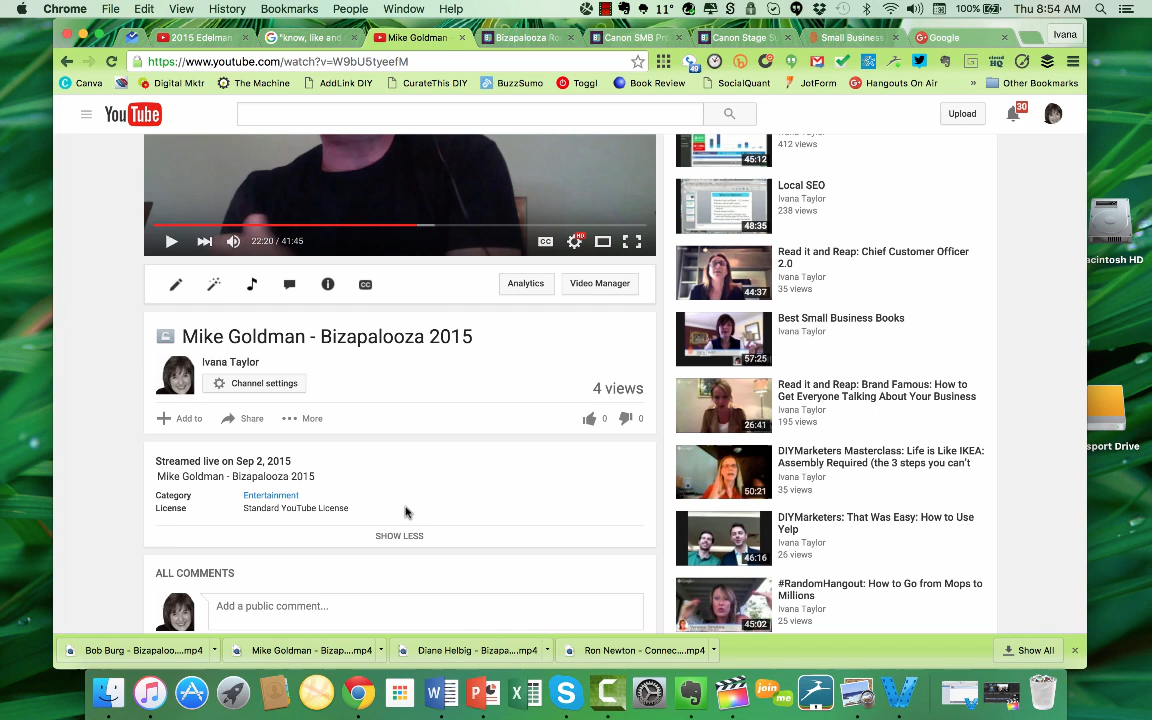 Chrome File Edit View History Bookmarks People Window Help 11° 100% Thu 8:54 AM
2015 Edelman "know, like and Mike Goldman - Bizapalooza Ro Canon SMB Pr Canon Stage Su Small Business Google Ivana
https://www.youtube.com/watch?v=W9bU5tyeefM
Canva Digital Mktr The Machine AddLink DIY CurateThis DIY BuzzSumo Toggl Book Review SocialQuant JotForm Hangouts On Air » Other Bookmarks
YouTube Upload 30
412 views
45:12
Local SEO
Ivana Taylor
238 views
48:35
22:20 / 41:45
CC HD
Read it and Reap: Chief Customer Officer
2.0
Ivana Taylor
35 views
44:37
CC Analytics Video Manager
Best Small Business Books
Ivana Taylor
57:25
Mike Goldman - Bizapalooza 2015
Ivana Taylor
Channel settings
4 views
Add to Share More 0 0
Read it and Reap: Brand Famous: How to
Get Everyone Talking About Your Business
Ivana Taylor
195 views
26:41
Streamed live on Sep 2, 2015
Mike Goldman - Bizapalooza 2015
Category Entertainment
License Standard YouTube License
SHOW LESS
DIYMarketers Masterclass: Life is Like IKEA:
Assembly Required (the 3 steps you can't
Ivana Taylor
35 views
50:21
DIYMarketers: That Was Easy: How to Use
Yelp
Ivana Taylor
26 views
46:16
ALL COMMENTS
Add a public comment...
#RandomHangout: How to Go from Mops to
Millions
Ivana Taylor
25 views
45:02
Bob Burg - Bizapaloo....mp4 Mike Goldman - Bizap....mp4 Diane Helbig - Bizapa....mp4 Ron Newton - Connec....mp4 Show All
acintosh HD
sport Drive
join me